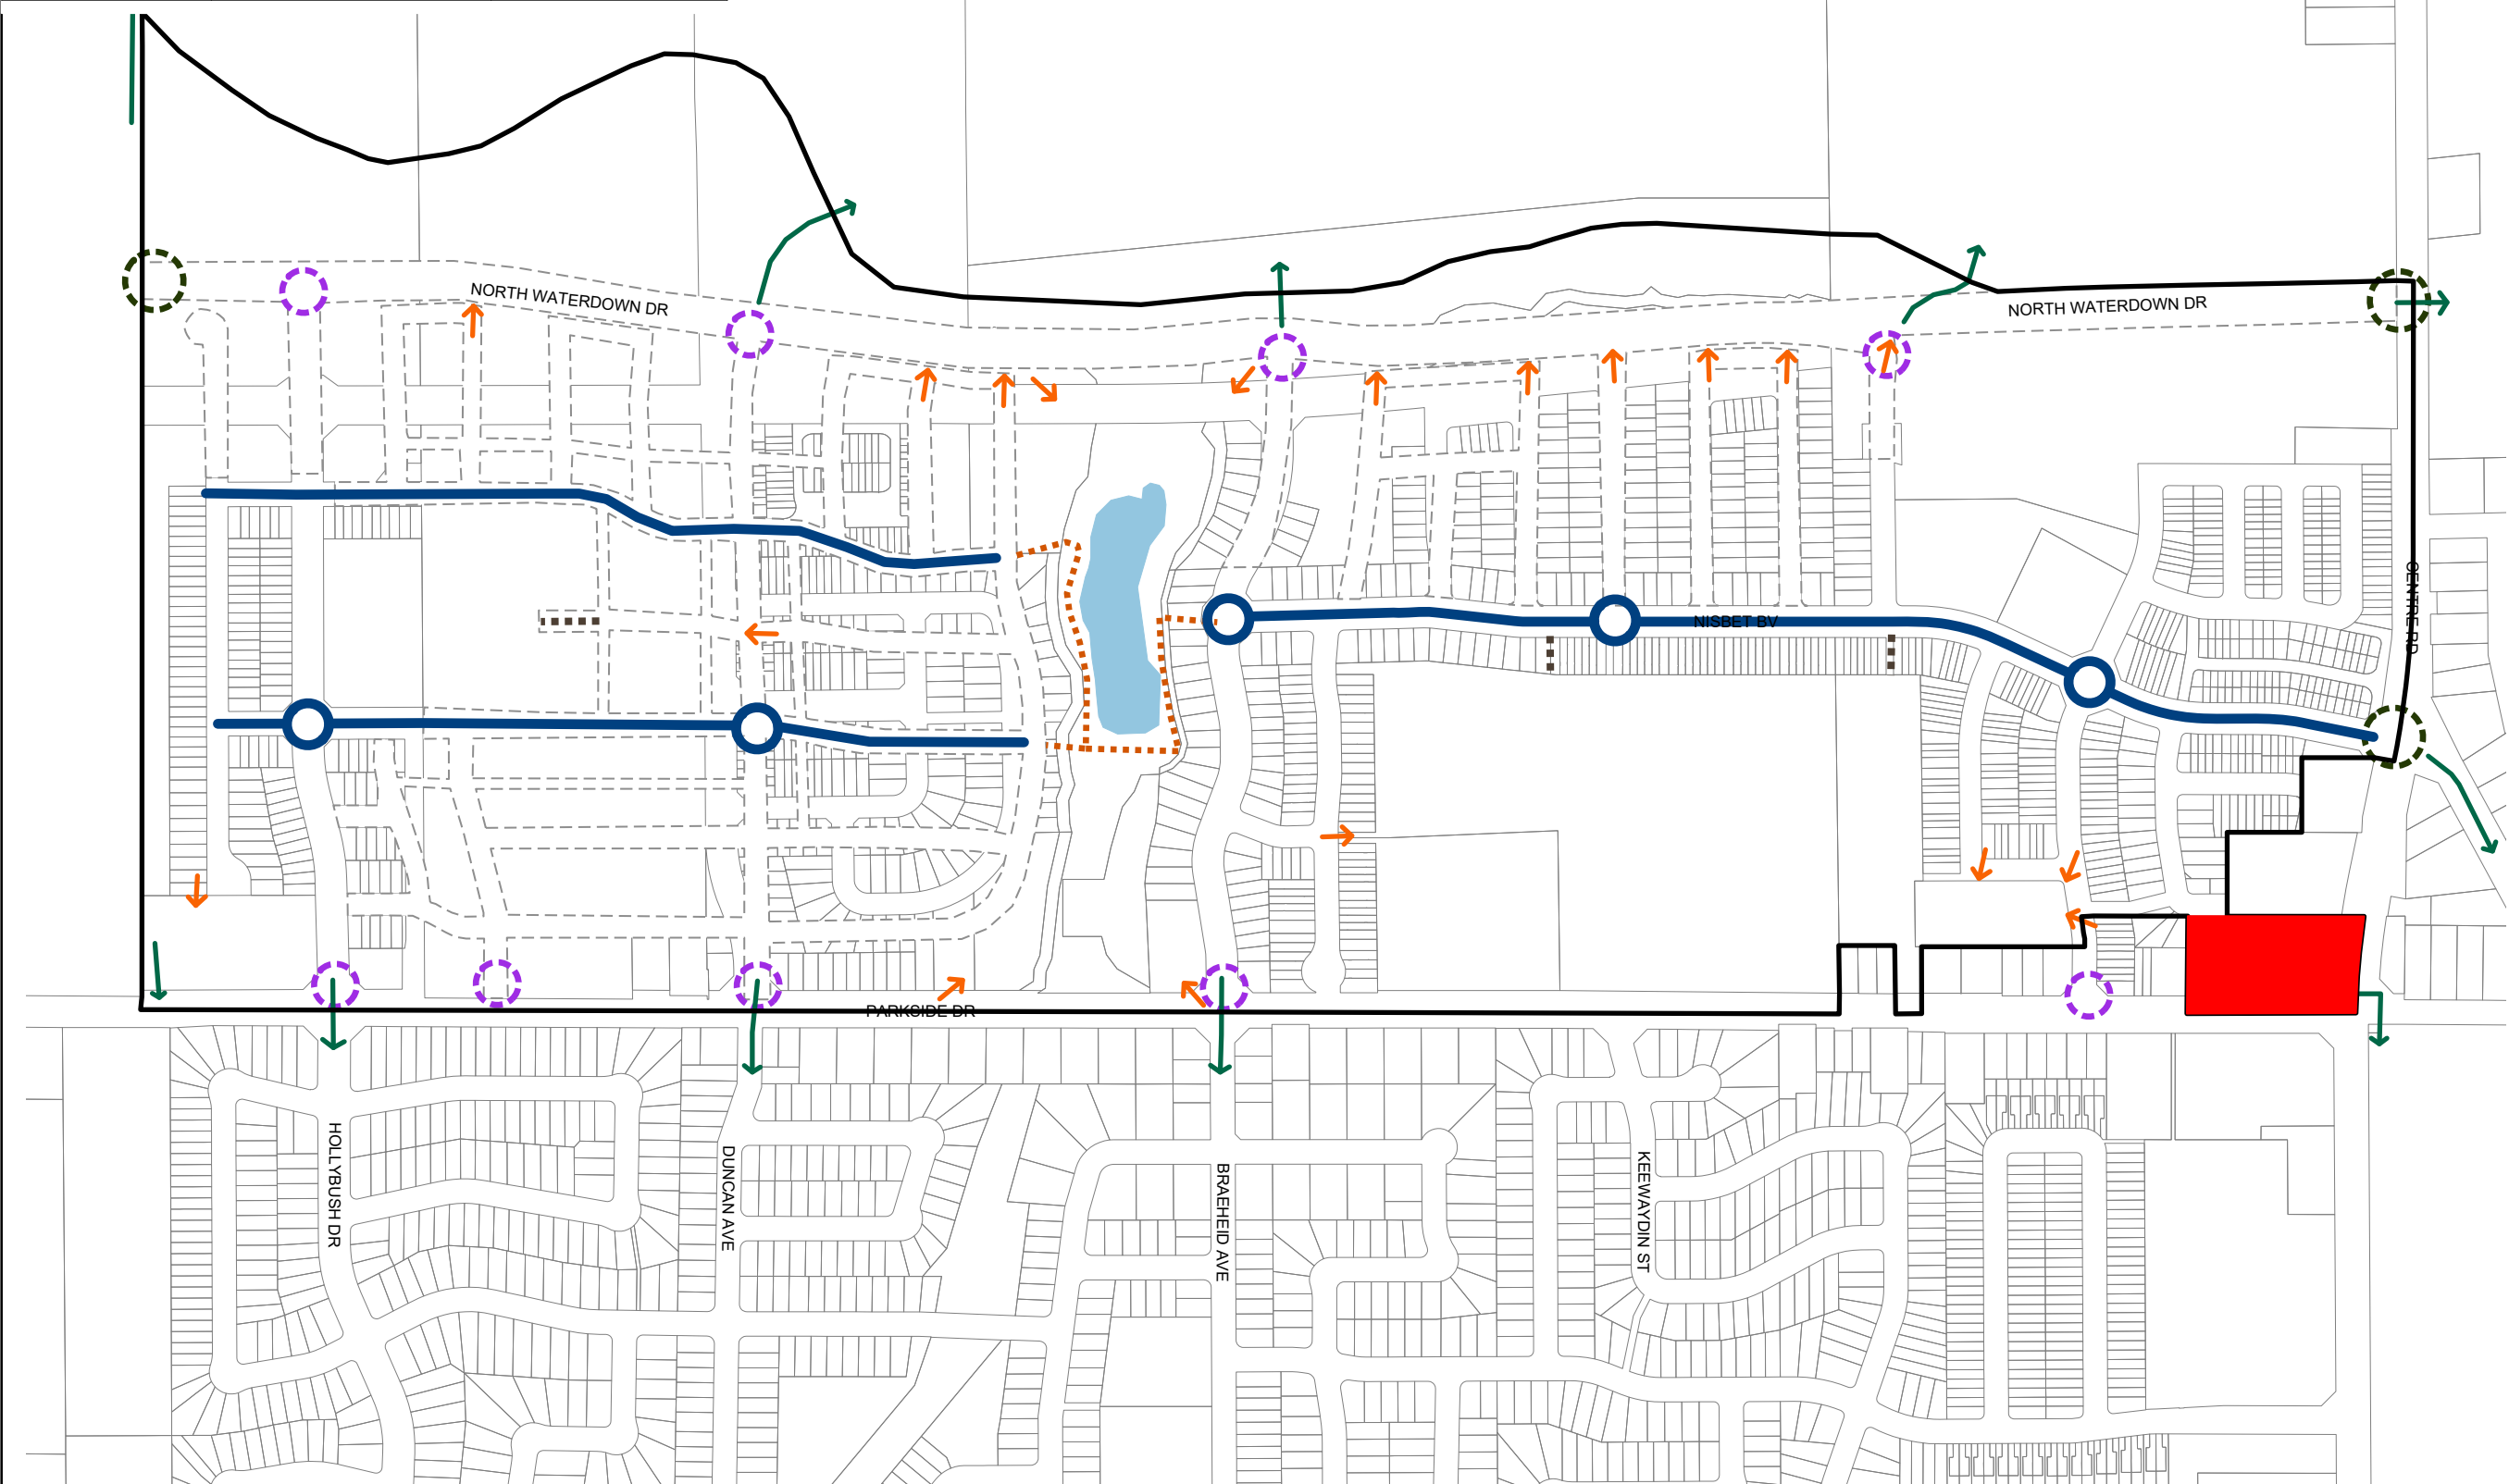 NORTH WATERDOWN DR
NORTH WATERDOWN DR
CENTRE RD
NISBET BV
PARKSIDE DR
HOLLYBUSH DR
DUNCAN AVE
BRAEHEID AVE
KEEWAYDIN ST